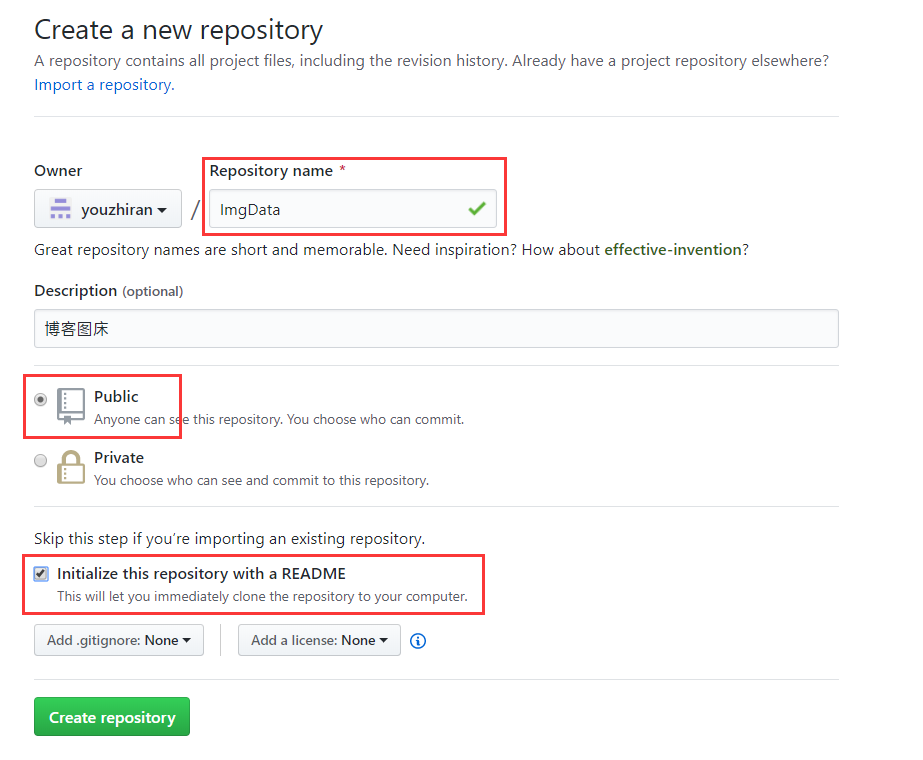 Create a new repository
A repository contains all project files, including the revision history. Already have a project repository elsewhere?
Import a repository.
Owner
Repository name *
youzhiran / ImgData
Great repository names are short and memorable. Need inspiration? How about effective-invention?
Description (optional)
博客图床
Public
Anyone can see this repository. You choose who can commit.
Private
You choose who can see and commit to this repository.
Skip this step if you’re importing an existing repository.
Initialize this repository with a README
This will let you immediately clone the repository to your computer.
Add .gitignore: None
Add a license: None
Create repository